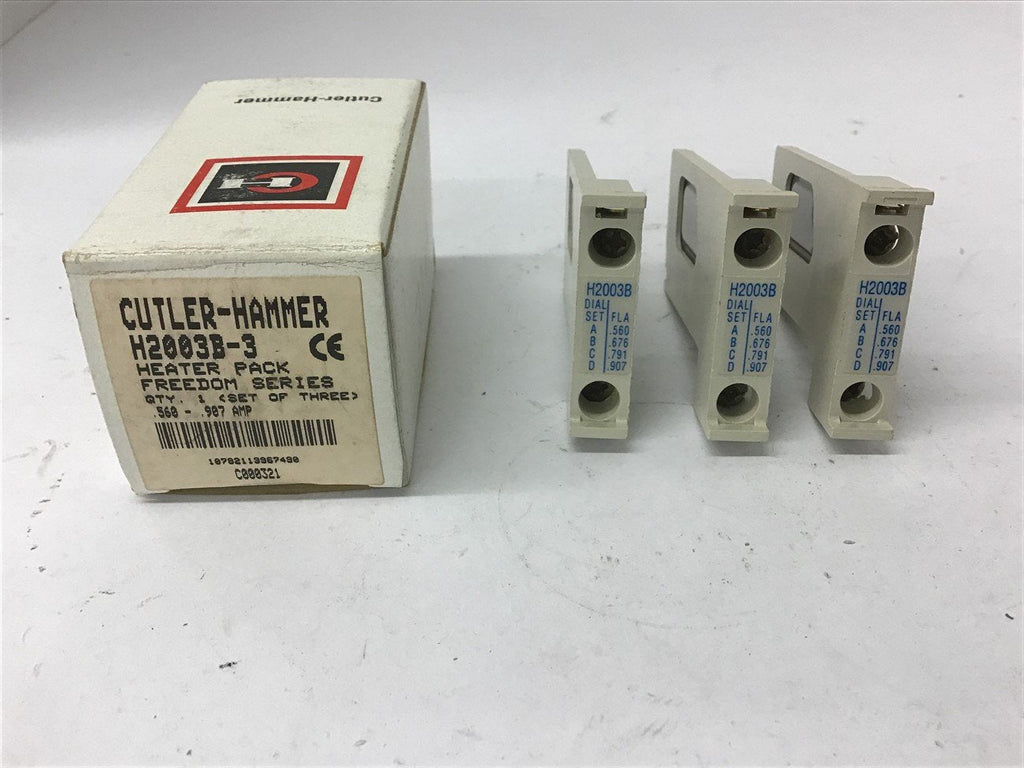 Cutler-Hammer
CH
CUTLER-HAMMER
H2003B-3 CE
HEATER PACK
FREEDOM SERIES
QTY. 1 (SET OF THREE)
.560 - .907 AMP
C000321
H2003B
DIAL
SET FLA
A .560
B .676
C .791
D .907
H2003B
DIAL
SET FLA
A .560
B .676
C .791
D .907
H2003B
DIAL
SET FLA
A .560
B .676
C .791
D .907